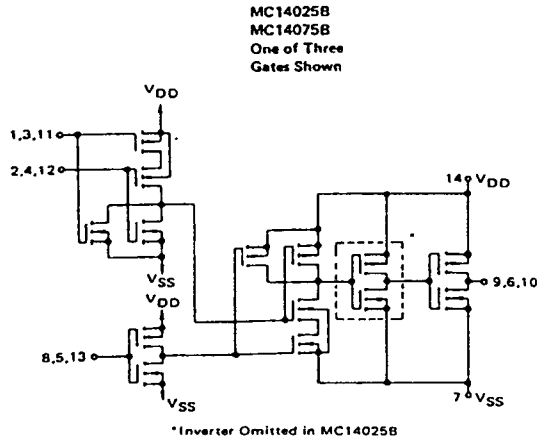 MC14025B
MC14075B
One of Three
Gates Shown
VDD
1,3,11
2,4,12
14 VDD
*
VSS
VDD
9,6,10
8,5,13
VSS
7 VSS
*Inverter Omitted in MC14025B